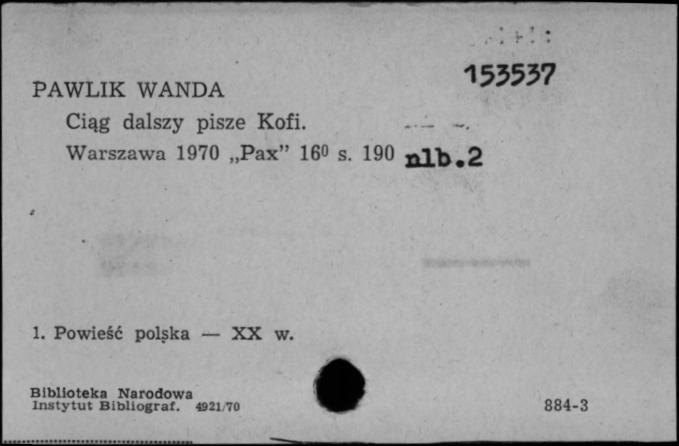 153537
PAWLIK WANDA
Ciąg dalszy pisze Kofi.
Warszawa 1970 „Pax” 16⁰ s. 190 nlb.2
1. Powieść polska — XX w.
Biblioteka Narodowa
Instytut Bibliograf. 4921/70
884-3